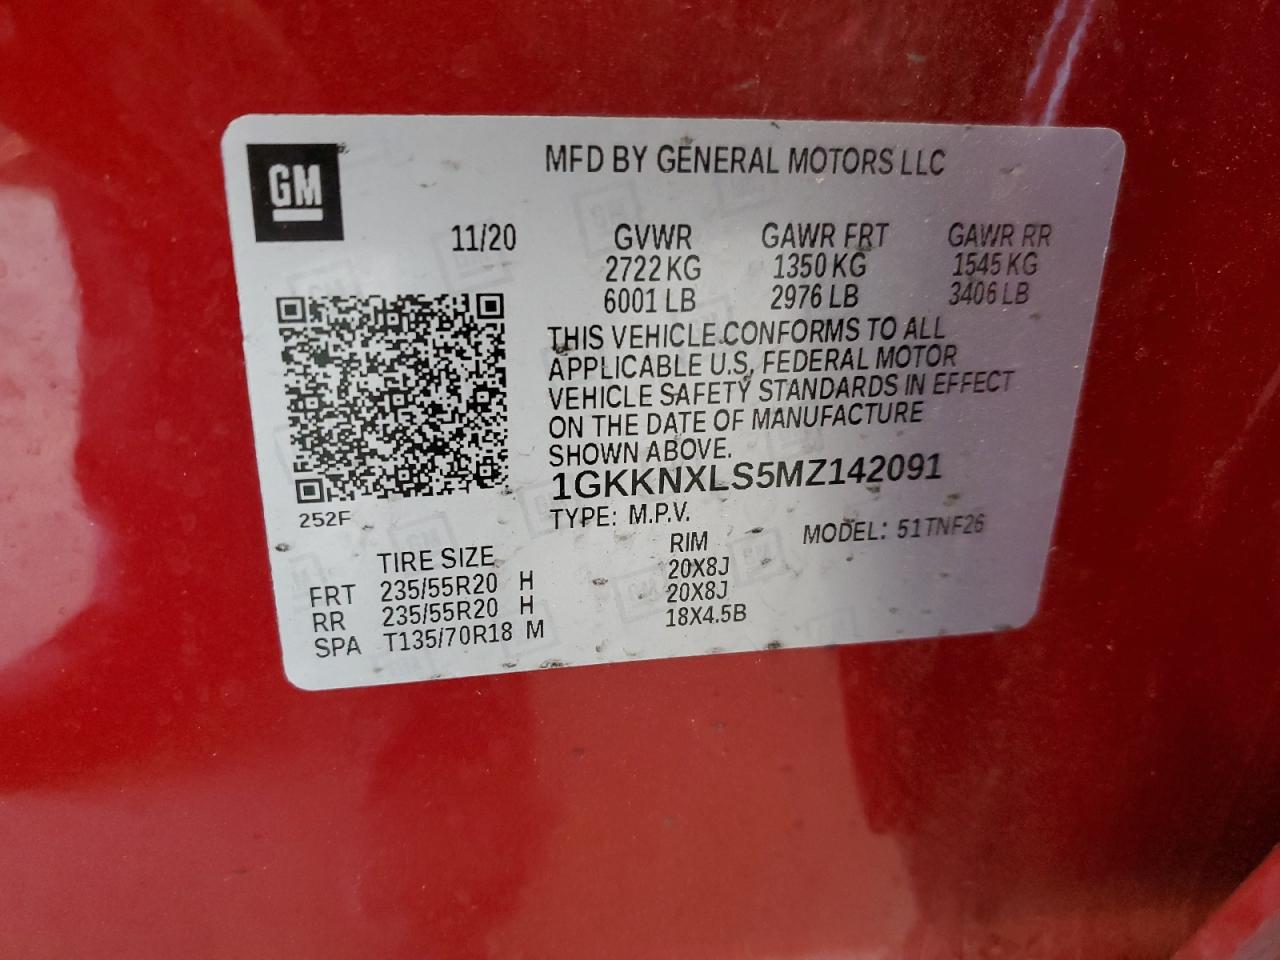 GM
MFD BY GENERAL MOTORS LLC
11/20 GVWR GAWR FRT GAWR RR
2722 KG 1350 KG 1545 KG
6001 LB 2976 LB 3406 LB
THIS VEHICLE CONFORMS TO ALL
APPLICABLE U.S. FEDERAL MOTOR
VEHICLE SAFETY STANDARDS IN EFFECT
ON THE DATE OF MANUFACTURE
SHOWN ABOVE.
1GKKNXLS5MZ142091
252F
TYPE: M.P.V. MODEL: 51TNF26
TIRE SIZE RIM
FRT 235/55R20 H 20X8J
RR 235/55R20 H 20X8J
SPA T135/70R18 M 18X4.5B